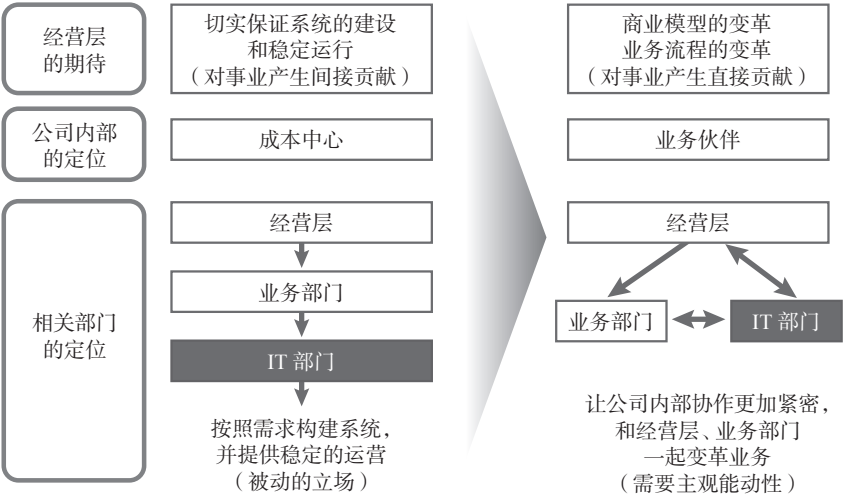 经营层
的期待
切实保证系统的建设
和稳定运行
（对事业产生间接贡献）
商业模型的变革
业务流程的变革
（对事业产生直接贡献）
公司内部
的定位
成本中心
业务伙伴
相关部门
的定位
经营层
业务部门
IT 部门
按照需求构建系统，
并提供稳定的运营
（被动的立场）
经营层
业务部门
IT 部门
让公司内部协作更加紧密，
和经营层、业务部门
一起变革业务
（需要主观能动性）